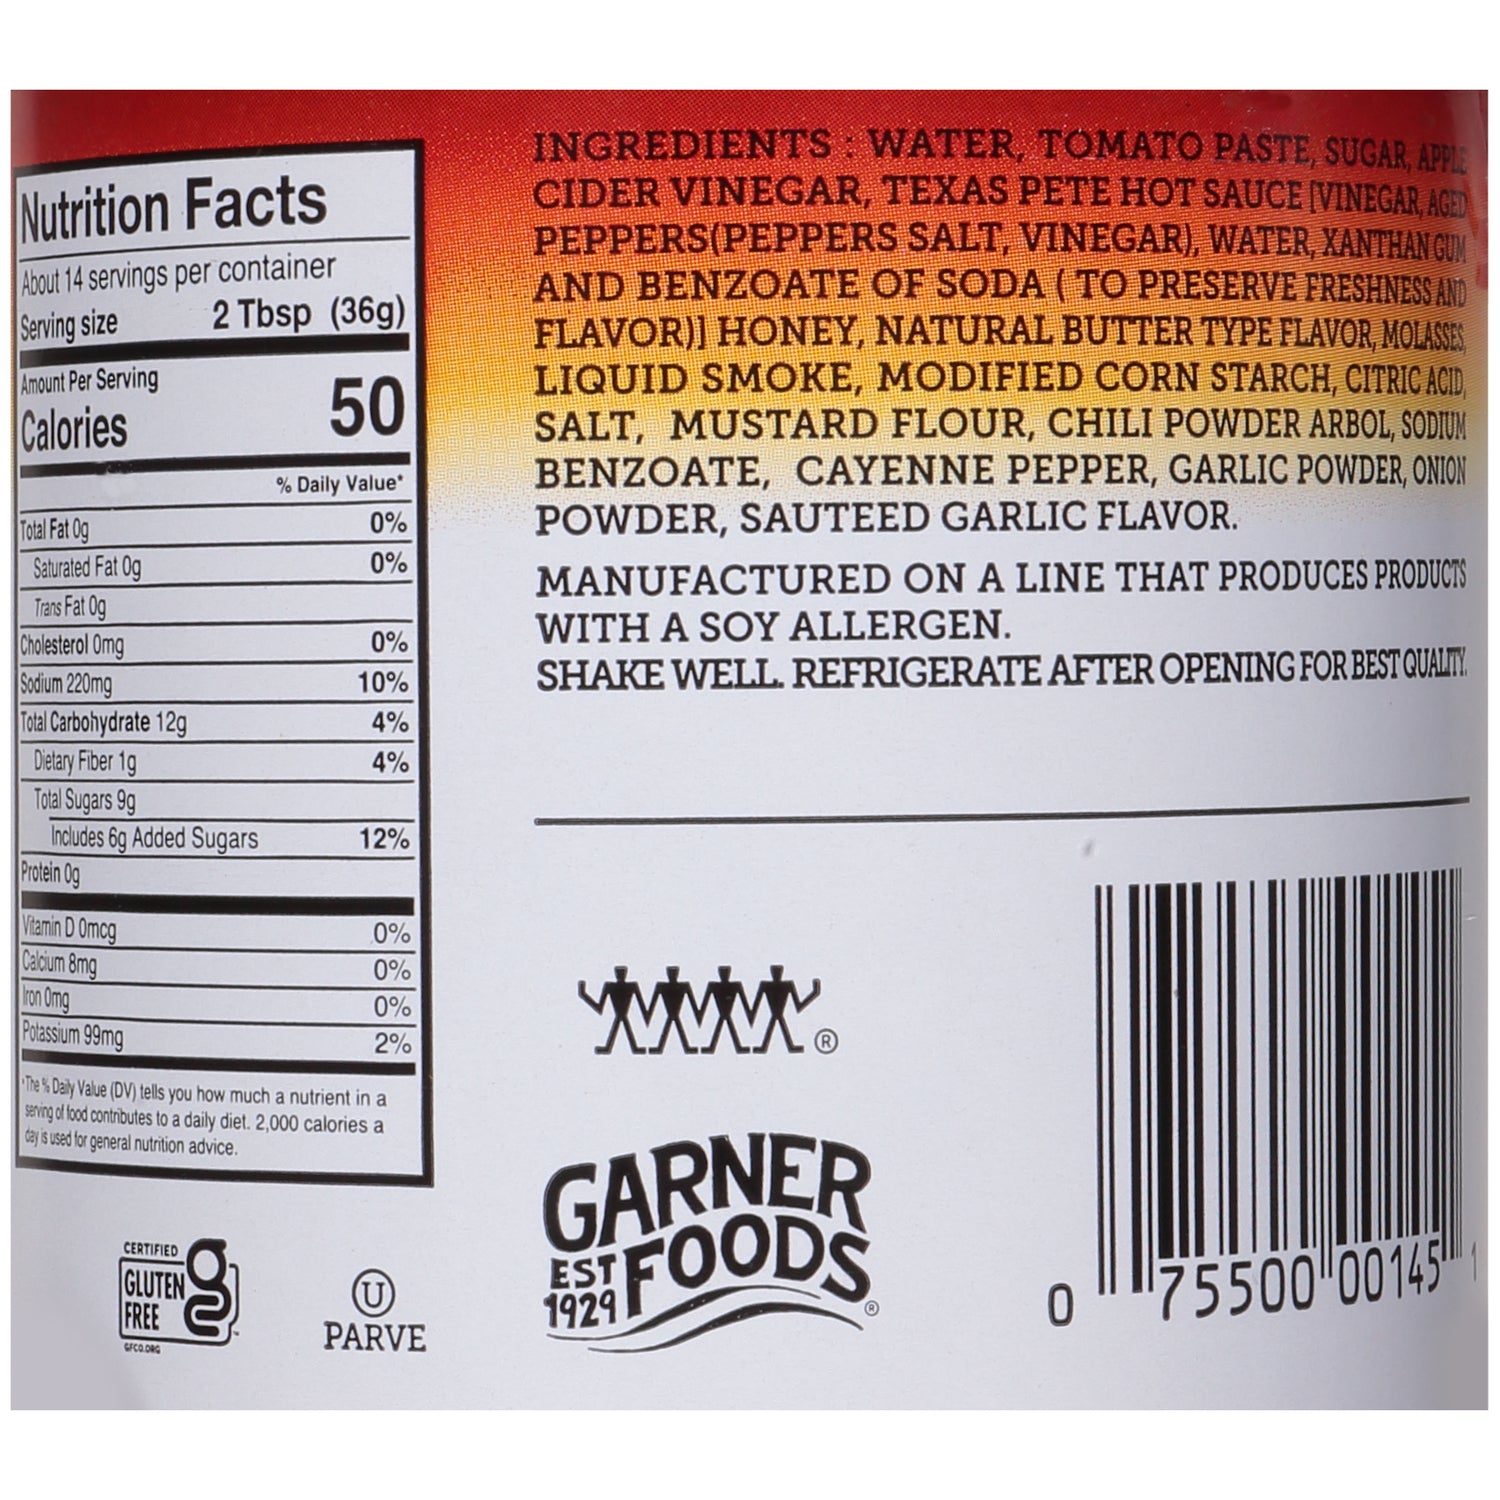 Nutrition Facts
About 14 servings per container
Serving size 2 Tbsp (36g)
Amount Per Serving
Calories 50
% Daily Value*
Total Fat 0g 0%
Saturated Fat 0g 0%
Trans Fat 0g
Cholesterol 0mg 0%
Sodium 220mg 10%
Total Carbohydrate 12g 4%
Dietary Fiber 1g 4%
Total Sugars 9g
Includes 6g Added Sugars 12%
Protein 0g
Vitamin D 0mcg 0%
Calcium 8mg 0%
Iron 0mg 0%
Potassium 99mg 2%
*The % Daily Value (DV) tells you how much a nutrient in a
serving of food contributes to a daily diet. 2,000 calories a
day is used for general nutrition advice.
CERTIFIED
GLUTEN
FREE
GFCO.ORG
U
PARVE
INGREDIENTS : WATER, TOMATO PASTE, SUGAR, APPLE
CIDER VINEGAR, TEXAS PETE HOT SAUCE [VINEGAR, AGED
PEPPERS(PEPPERS SALT, VINEGAR), WATER, XANTHAN GUM
AND BENZOATE OF SODA ( TO PRESERVE FRESHNESS AND
FLAVOR)] HONEY, NATURAL BUTTER TYPE FLAVOR, MOLASSES,
LIQUID SMOKE, MODIFIED CORN STARCH, CITRIC ACID,
SALT, MUSTARD FLOUR, CHILI POWDER ARBOL, SODIUM
BENZOATE, CAYENNE PEPPER, GARLIC POWDER, ONION
POWDER, SAUTEED GARLIC FLAVOR.
MANUFACTURED ON A LINE THAT PRODUCES PRODUCTS
WITH A SOY ALLERGEN.
SHAKE WELL. REFRIGERATE AFTER OPENING FOR BEST QUALITY.
®
GARNER
FOODS®
EST
1929
0 75500 00145 1